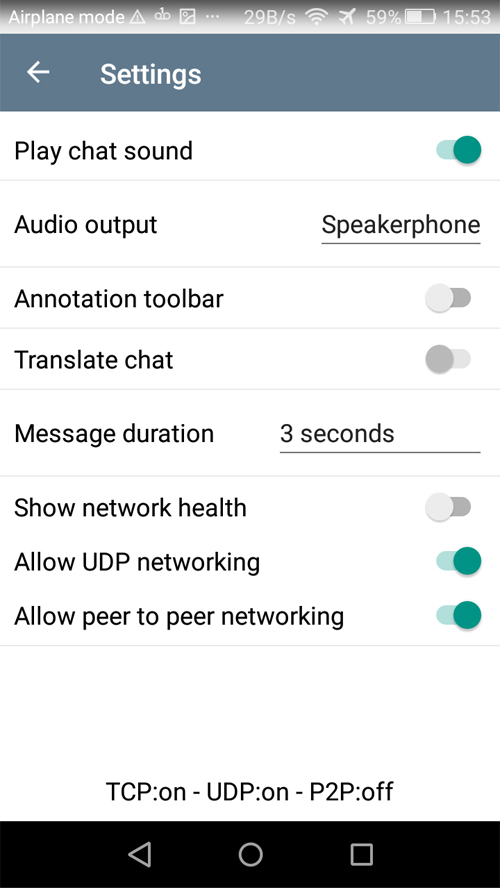 Airplane mode ··· 29B/s 59% 15:53
Settings
Play chat sound
Audio output Speakerphone
Annotation toolbar
Translate chat
Message duration 3 seconds
Show network health
Allow UDP networking
Allow peer to peer networking
TCP:on - UDP:on - P2P:off